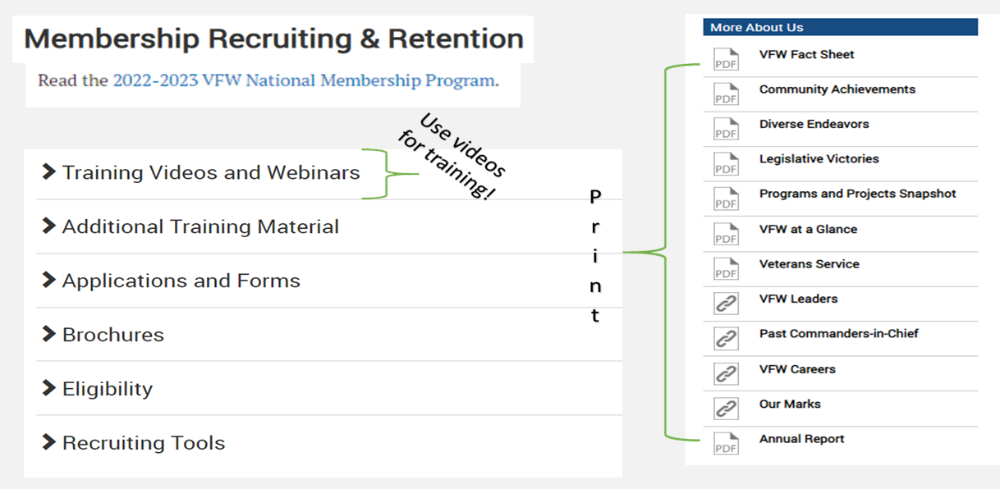 Membership Recruiting & Retention
Read the 2022-2023 VFW National Membership Program.
Training Videos and Webinars
Use videos
for training!
Additional Training Material
Applications and Forms
Brochures
Eligibility
Recruiting Tools
P
r
i
n
t
More About Us
PDF VFW Fact Sheet
PDF Community Achievements
PDF Diverse Endeavors
PDF Legislative Victories
PDF Programs and Projects Snapshot
PDF VFW at a Glance
PDF Veterans Service
VFW Leaders
Past Commanders-in-Chief
VFW Careers
Our Marks
PDF Annual Report